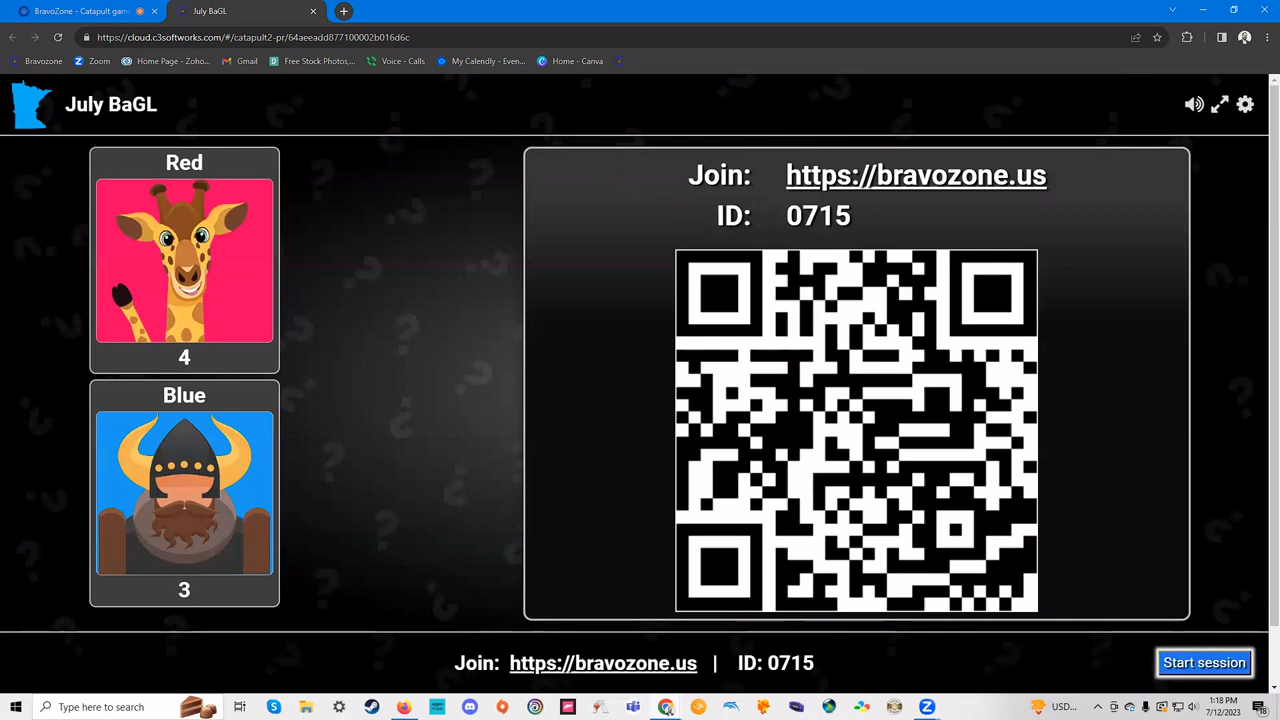 BravoZone - Catapult gam
July BaGL
https://cloud.c3softworks.com/#/catapult2-pr/64aeeadd877100002b016d6c
Bravozone
Zoom
Home Page - Zoho...
Gmail
Free Stock Photos,...
Voice - Calls
My Calendly - Even...
Home - Canva
July BaGL
Red
4
Blue
3
Join: https://bravozone.us
ID: 0715
Join: https://bravozone.us | ID: 0715
Start session
Type here to search
USD...
1:18 PM
7/12/2023